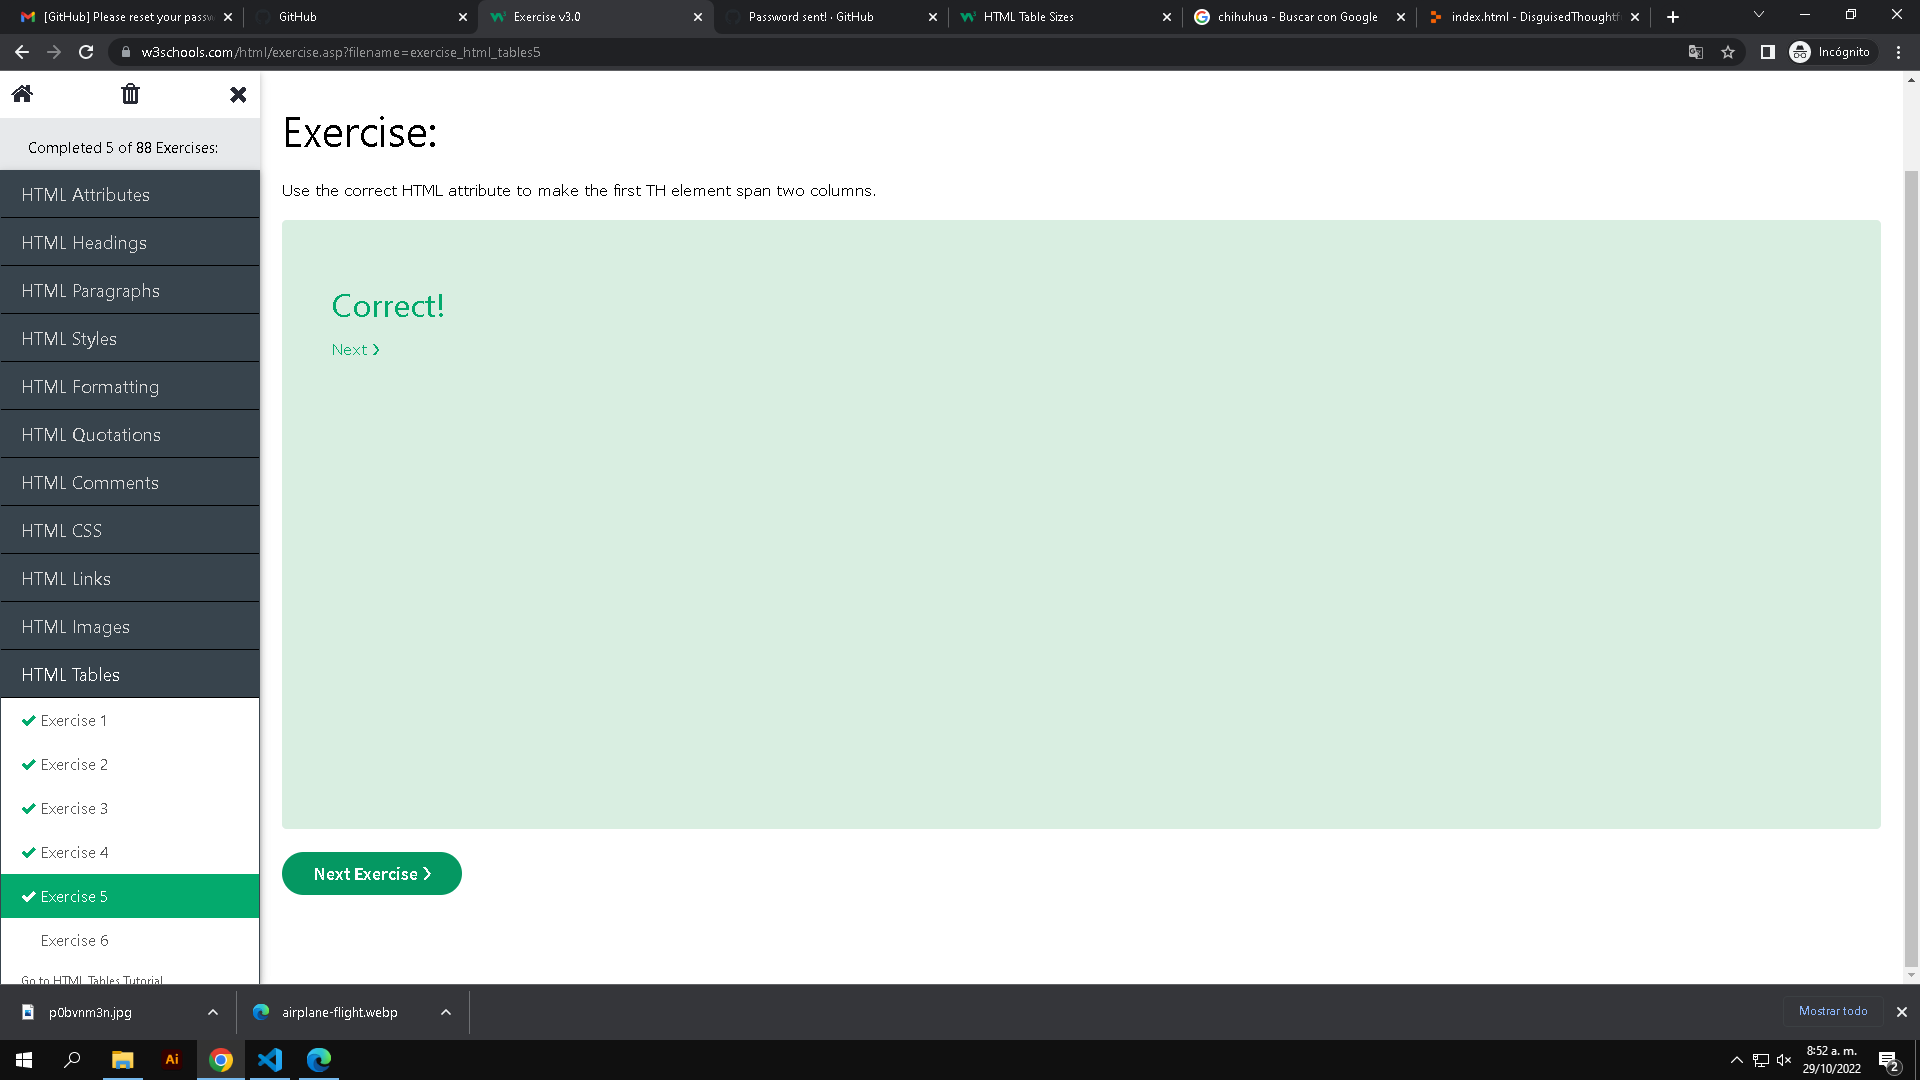 [GitHub] Please reset your passw
GitHub
Exercise v3.0
Password sent! · GitHub
HTML Table Sizes
chihuhua - Buscar con Google
index.html - DisguisedThoughtf
w3schools.com/html/exercise.asp?filename=exercise_html_tables5
Incógnito
Completed 5 of 88 Exercises:
HTML Attributes
HTML Headings
HTML Paragraphs
HTML Styles
HTML Formatting
HTML Quotations
HTML Comments
HTML CSS
HTML Links
HTML Images
HTML Tables
Exercise 1
Exercise 2
Exercise 3
Exercise 4
Exercise 5
Exercise 6
Go to HTML Tables Tutorial
Exercise:
Use the correct HTML attribute to make the first TH element span two columns.
Correct!
Next ❯
Next Exercise ❯
p0bvnm3n.jpg
airplane-flight.webp
Mostrar todo
Ai
8:52 a. m.
29/10/2022
2